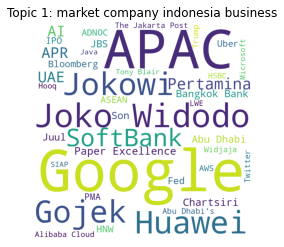 Topic 1: market company indonesia business
The Jakarta Post
AI ADNOC APAC Trump Uber
IPO JBS
APR Java Tony Blair HSBC Microsoft
Bloomberg
UAE Jokowi Pertamina
Hooq ASEAN LWE Bangkok Bank
Joko Widodo
Juul Son
SoftBank Abu Dhabi Widjaja
Paper Excellence Fed AWS
Google
SIAP Twitter
PMA Chartsiri
Gojek Huawei
Abu Dhabi's
Alibaba Cloud HNW